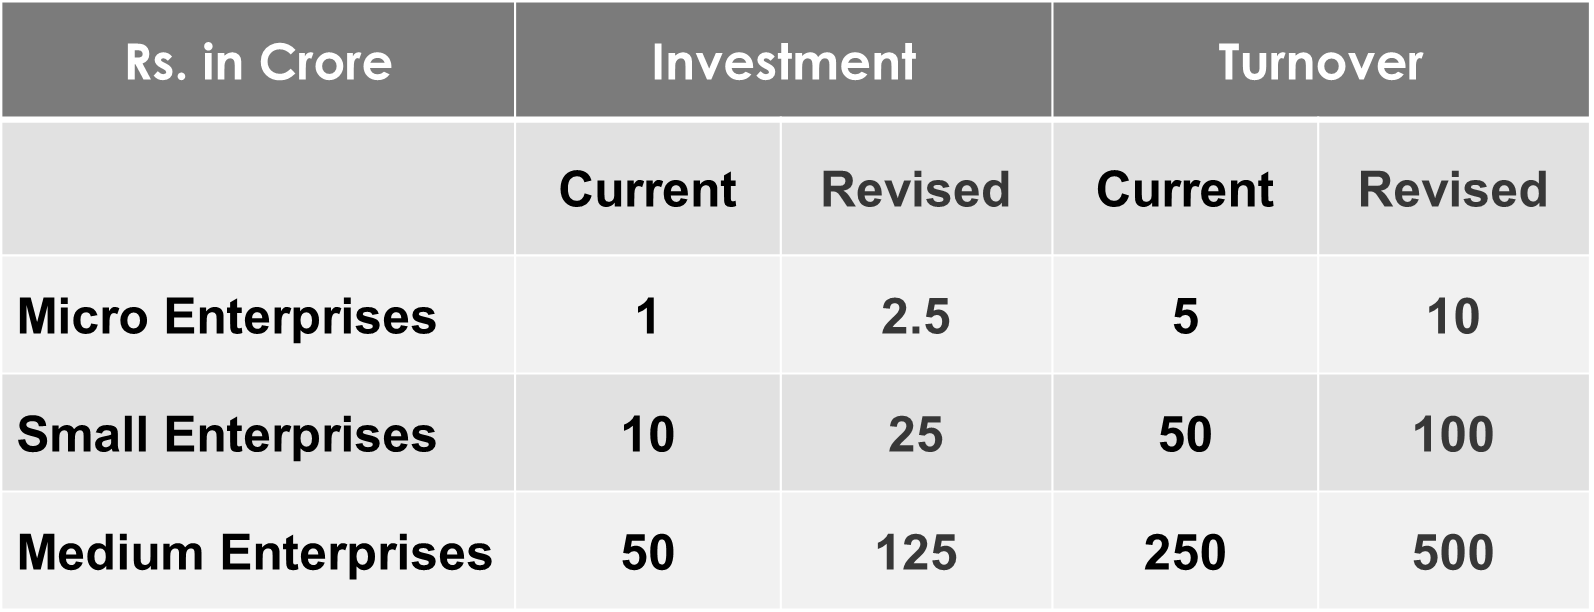 Rs. in Crore Investment Turnover
Current Revised Current Revised
Micro Enterprises 1 2.5 5 10
Small Enterprises 10 25 50 100
Medium Enterprises 50 125 250 500